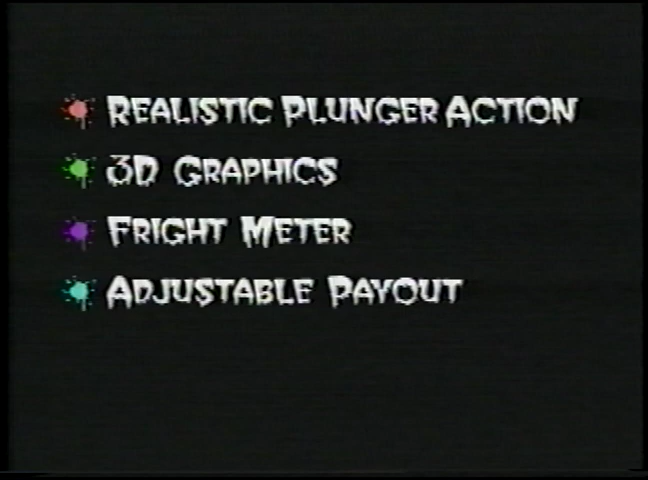 Realistic Plunger Action
3D Graphics
Fright Meter
Adjustable Payout